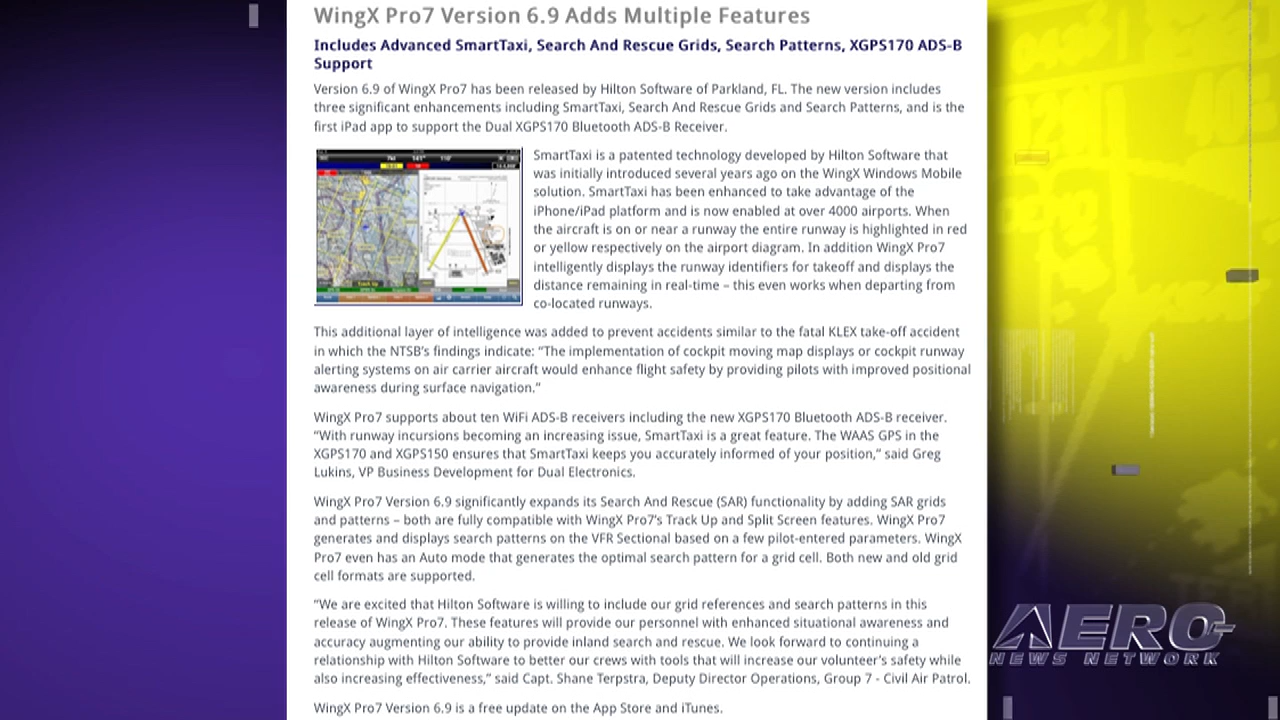 WingX Pro7 Version 6.9 Adds Multiple Features
Includes Advanced SmartTaxi, Search And Rescue Grids, Search Patterns, XGPS170 ADS-B
Support
Version 6.9 of WingX Pro7 has been released by Hilton Software of Parkland, FL. The new version includes
three significant enhancements including SmartTaxi, Search And Rescue Grids and Search Patterns, and is the
first iPad app to support the Dual XGPS170 Bluetooth ADS-B Receiver.
SmartTaxi is a patented technology developed by Hilton Software that
was initially introduced several years ago on the WingX Windows Mobile
solution. SmartTaxi has been enhanced to take advantage of the
iPhone/iPad platform and is now enabled at over 4000 airports. When
the aircraft is on or near a runway the entire runway is highlighted in red
or yellow respectively on the airport diagram. In addition WingX Pro7
intelligently displays the runway identifiers for takeoff and displays the
distance remaining in real-time – this even works when departing from
co-located runways.
This additional layer of intelligence was added to prevent accidents similar to the fatal KLEX take-off accident
in which the NTSB's findings indicate: "The implementation of cockpit moving map displays or cockpit runway
alerting systems on air carrier aircraft would enhance flight safety by providing pilots with improved positional
awareness during surface navigation."
WingX Pro7 supports about ten WiFi ADS-B receivers including the new XGPS170 Bluetooth ADS-B receiver.
"With runway incursions becoming an increasing issue, SmartTaxi is a great feature. The WAAS GPS in the
XGPS170 and XGPS150 ensures that SmartTaxi keeps you accurately informed of your position," said Greg
Lukins, VP Business Development for Dual Electronics.
WingX Pro7 Version 6.9 significantly expands its Search And Rescue (SAR) functionality by adding SAR grids
and patterns – both are fully compatible with WingX Pro7's Track Up and Split Screen features. WingX Pro7
generates and displays search patterns on the VFR Sectional based on a few pilot-entered parameters. WingX
Pro7 even has an Auto mode that generates the optimal search pattern for a grid cell. Both new and old grid
cell formats are supported.
"We are excited that Hilton Software is willing to include our grid references and search patterns in this
release of WingX Pro7. These features will provide our personnel with enhanced situational awareness and
accuracy augmenting our ability to provide inland search and rescue. We look forward to continuing a
relationship with Hilton Software to better our crews with tools that will increase our volunteer's safety while
also increasing effectiveness," said Capt. Shane Terpstra, Deputy Director Operations, Group 7 - Civil Air Patrol.
WingX Pro7 Version 6.9 is a free update on the App Store and iTunes.
AERO
NEWS NETWORK